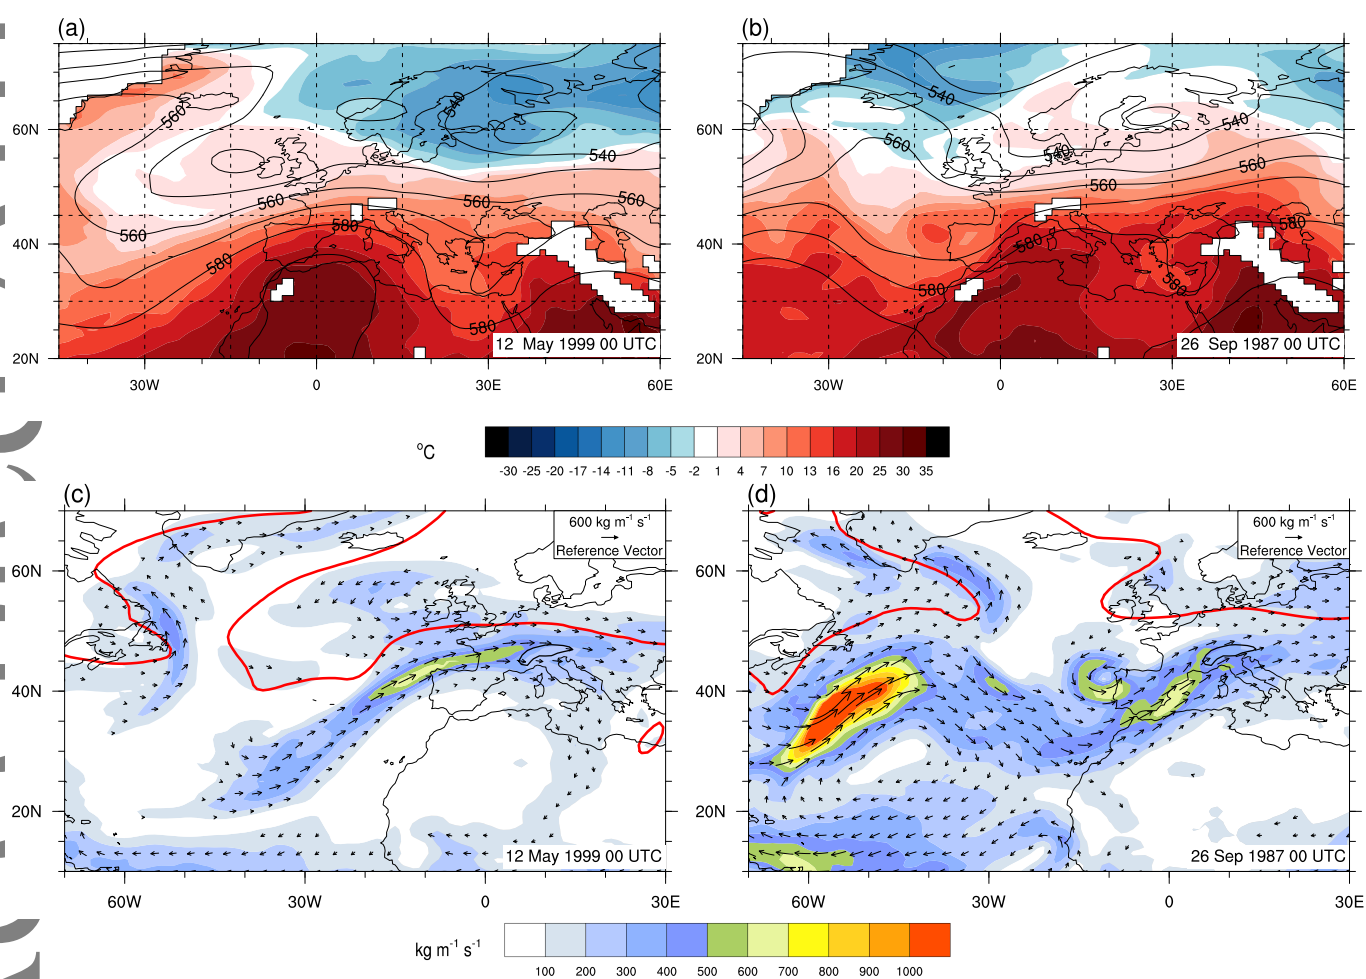 (a)
(b)
560
540
540
560
560
560
560
580
580
580
12 May 1999 00 UTC
60N
40N
20N
30W
0
30E
60E
540
540
560
540
560
560
580
580
580
580
26 Sep 1987 00 UTC
60N
40N
20N
30W
0
30E
60E
°C
-30 -25 -20 -17 -14 -11 -8 -5 -2 1 4 7 10 13 16 20 25 30 35
(c)
(d)
600 kg m⁻¹ s⁻¹
Reference Vector
12 May 1999 00 UTC
60N
40N
20N
60W
30W
0
30E
600 kg m⁻¹ s⁻¹
Reference Vector
26 Sep 1987 00 UTC
60N
40N
20N
60W
30W
0
30E
kg m⁻¹ s⁻¹
100 200 300 400 500 600 700 800 900 1000